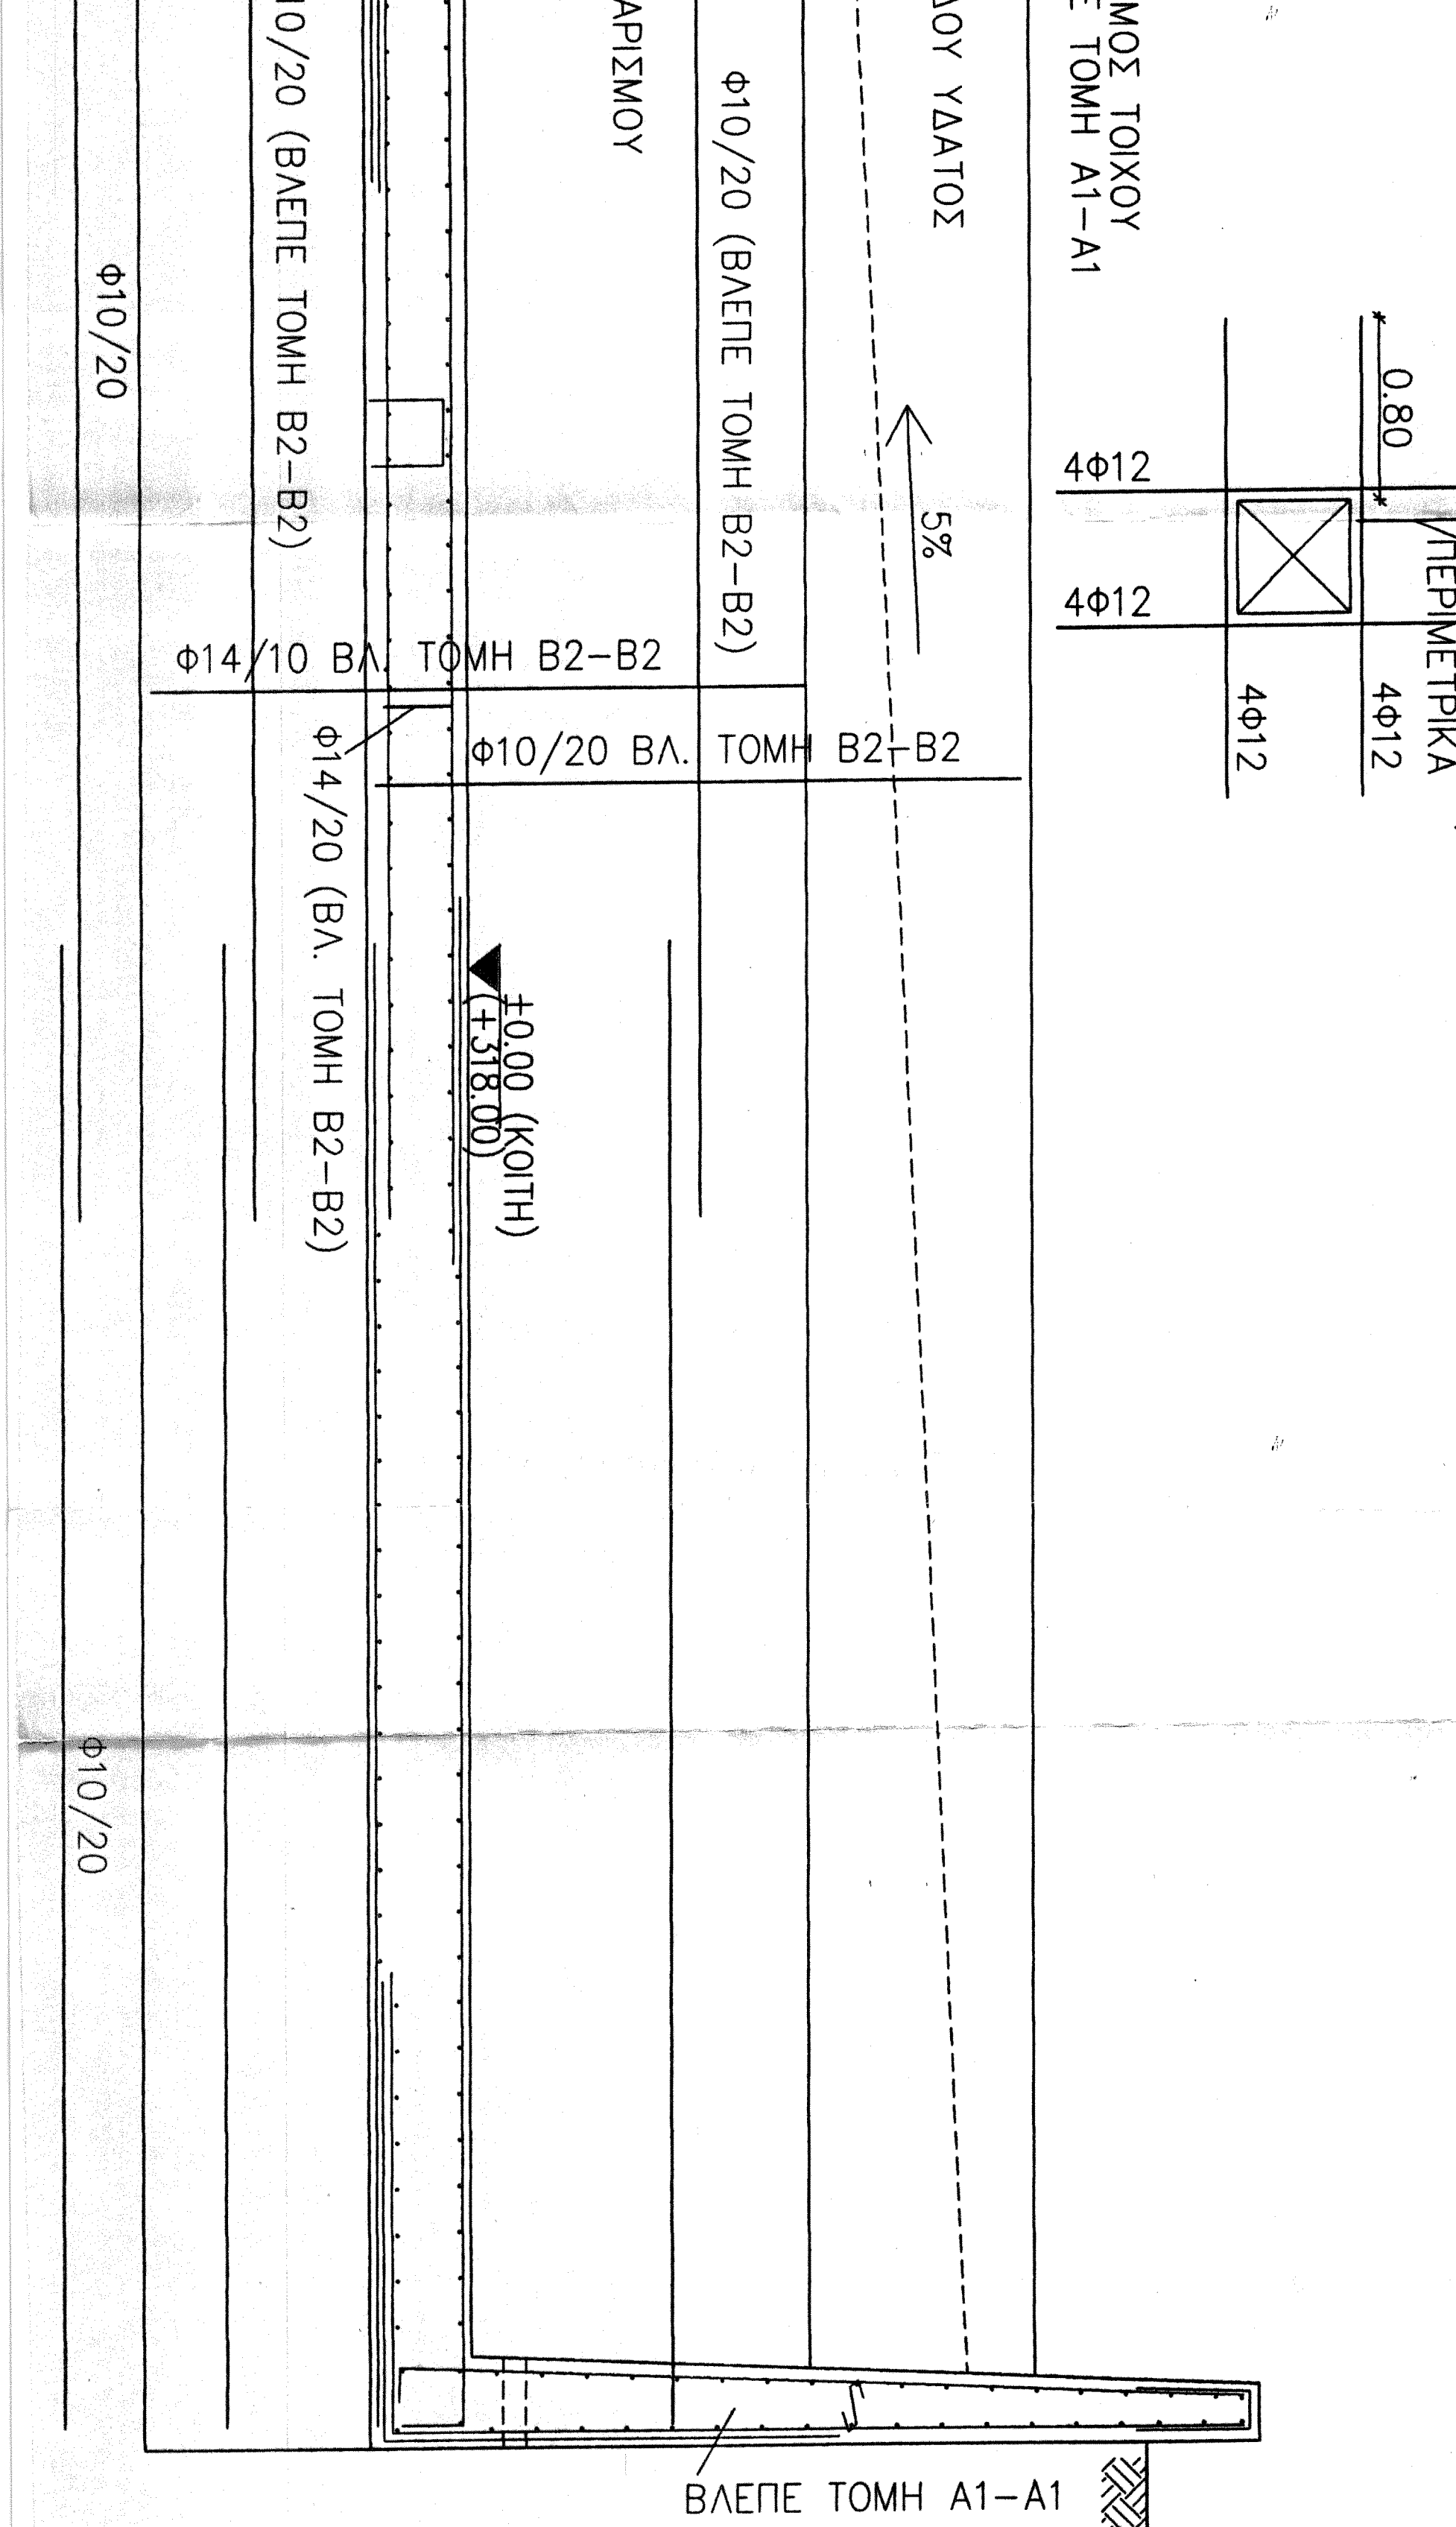 ΜΟΣ ΤΟΙΧΟΥ
Ε ΤΟΜΗ Α1-Α1
ΔΟΥ ΥΔΑΤΟΣ
ΑΡΙΣΜΟΥ
10/20 (ΒΛΕΠΕ ΤΟΜΗ Β2-Β2)
Φ10/20 (ΒΛΕΠΕ ΤΟΜΗ Β2-Β2)
Φ10/20
5%
0.80
4Φ12
4Φ12
4Φ12
4Φ12
ΠΕΡΙΜΕΤΡΙΚΑ
Φ14/10 ΒΛ. ΤΟΜΗ Β2-Β2
Φ10/20 ΒΛ. ΤΟΜΗ Β2-Β2
Φ14/20 (ΒΛ. ΤΟΜΗ Β2-Β2)
±0.00 (ΚΟΙΤΗ)
(+318.00)
Φ10/20
ΒΛΕΠΕ ΤΟΜΗ Α1-Α1